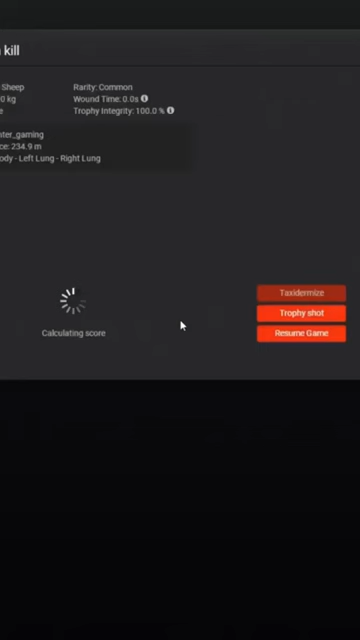 kill
Sheep
Rarity: Common
0 kg
Wound Time: 0.0s
Trophy Integrity: 100.0 %
nter_gaming
ce: 234.9 m
ody - Left Lung - Right Lung
Taxidermize
Trophy shot
Calculating score
Resume Game